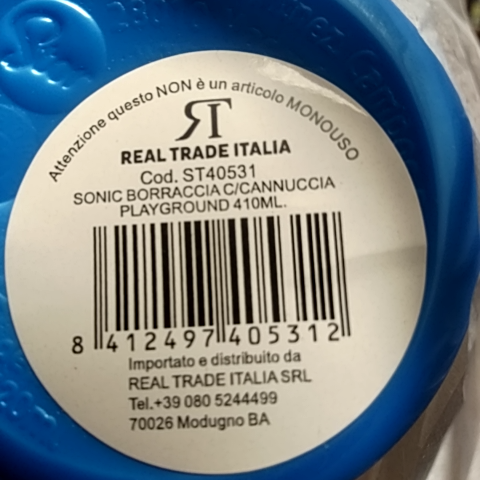 Attenzione questo NON è un articolo MONOUSO
RT
REAL TRADE ITALIA
Cod. ST40531
SONIC BORRACCIA C/CANNUCCIA
PLAYGROUND 410ML.
8 412497 405312
Importato e distribuito da
REAL TRADE ITALIA SRL
Tel.+39 080 5244499
70026 Modugno BA